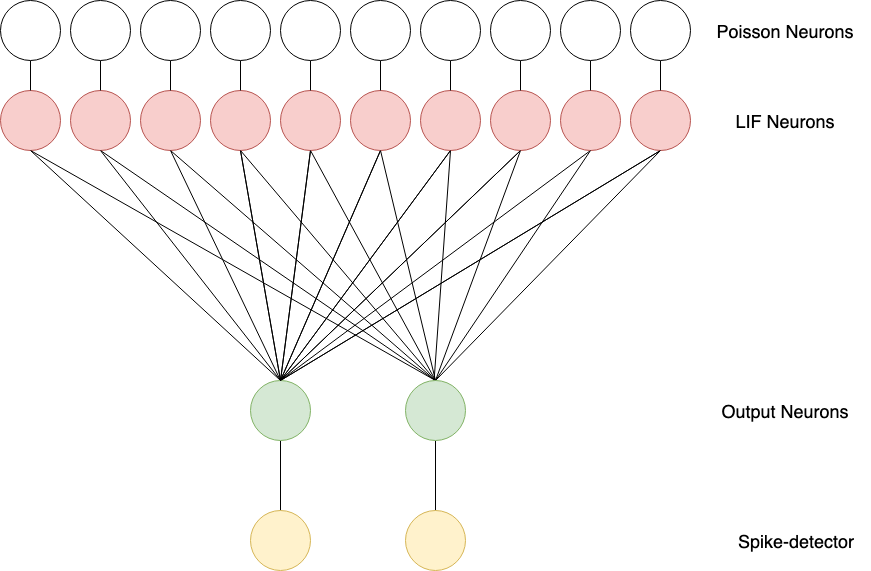 Poisson Neurons
LIF Neurons
Output Neurons
Spike-detector